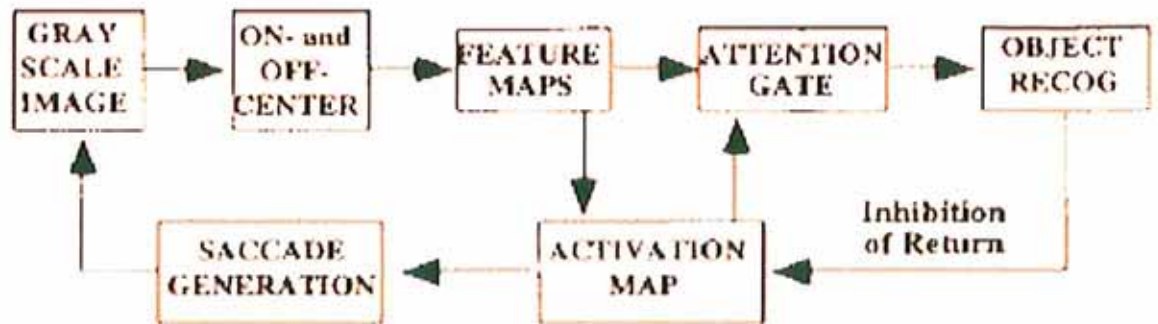 GRAY
SCALE
IMAGE
ON- and
OFF-
CENTER
FEATURE
MAPS
ATTENTION
GATE
OBJECT
RECOG
SACCADE
GENERATION
ACTIVATION
MAP
Inhibition
of Return